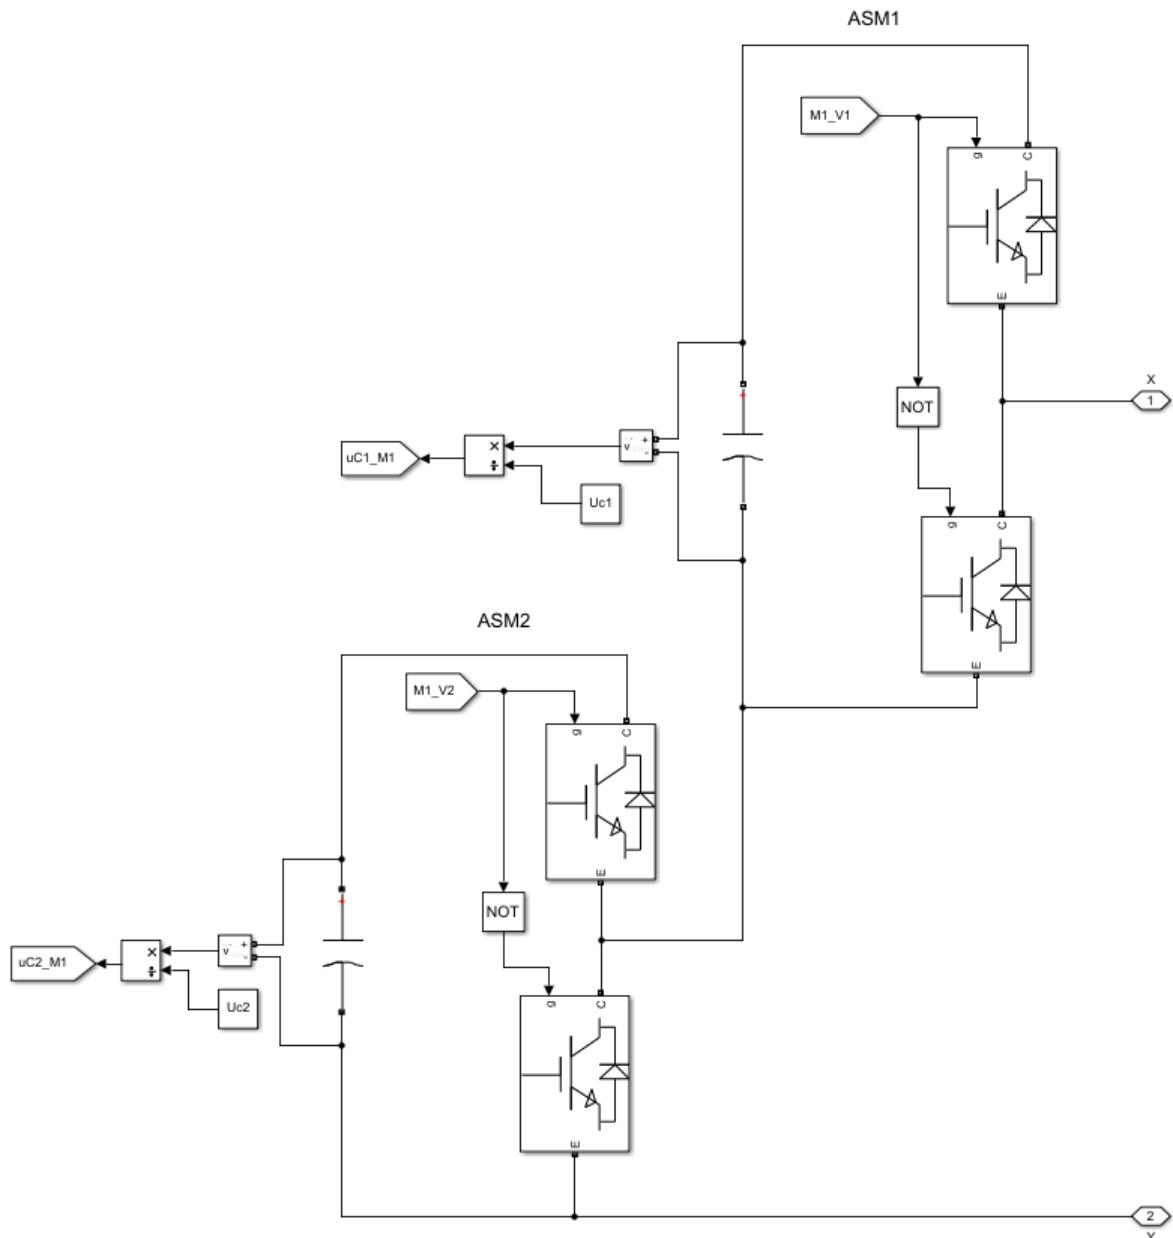 ASM1
M1_V1
g
C
E
X
1
NOT
uC1_M1
×
÷
v
+
-
+
Uc1
g
C
E
ASM2
M1_V2
g
C
E
NOT
uC2_M1
×
÷
v
+
-
+
Uc2
g
C
E
2
Y